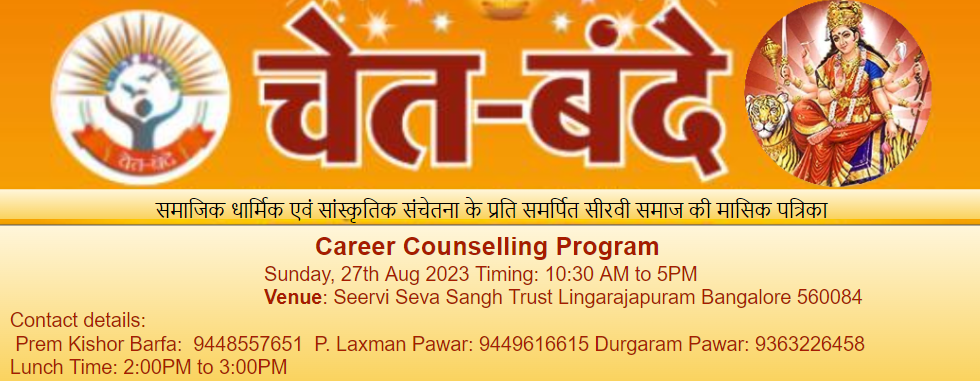 चेत-बंदे
चेत-बंदे
समाजिक धार्मिक एवं सांस्कृतिक संचेतना के प्रति समर्पित सीरवी समाज की मासिक पत्रिका
Career Counselling Program
Sunday, 27th Aug 2023 Timing: 10:30 AM to 5PM
Venue: Seervi Seva Sangh Trust Lingarajapuram Bangalore 560084
Contact details:
Prem Kishor Barfa: 9448557651 P. Laxman Pawar: 9449616615 Durgaram Pawar: 9363226458
Lunch Time: 2:00PM to 3:00PM